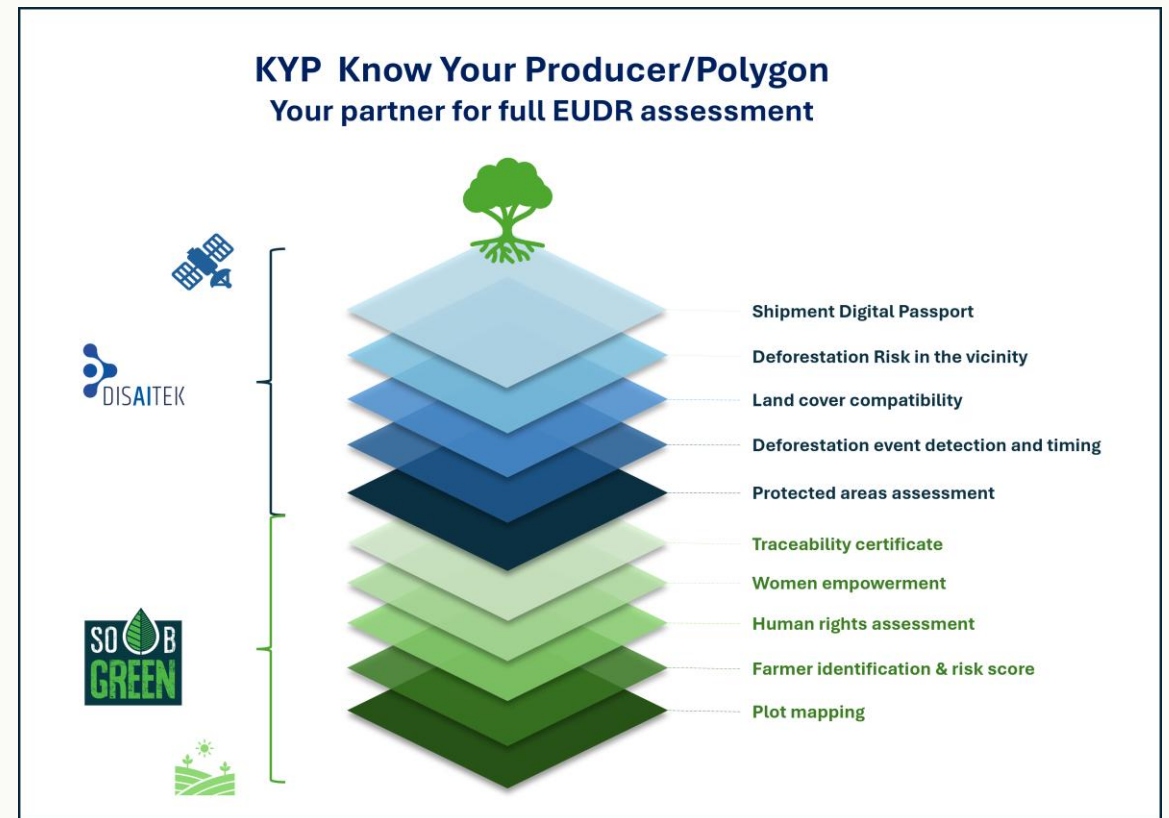 KYP Know Your Producer/Polygon
Your partner for full EUDR assessment
Shipment Digital Passport
Deforestation Risk in the vicinity
DISAITEK
Land cover compatibility
Deforestation event detection and timing
Protected areas assessment
Traceability certificate
Women empowerment
Human rights assessment
SO B
GREEN
Farmer identification & risk score
Plot mapping